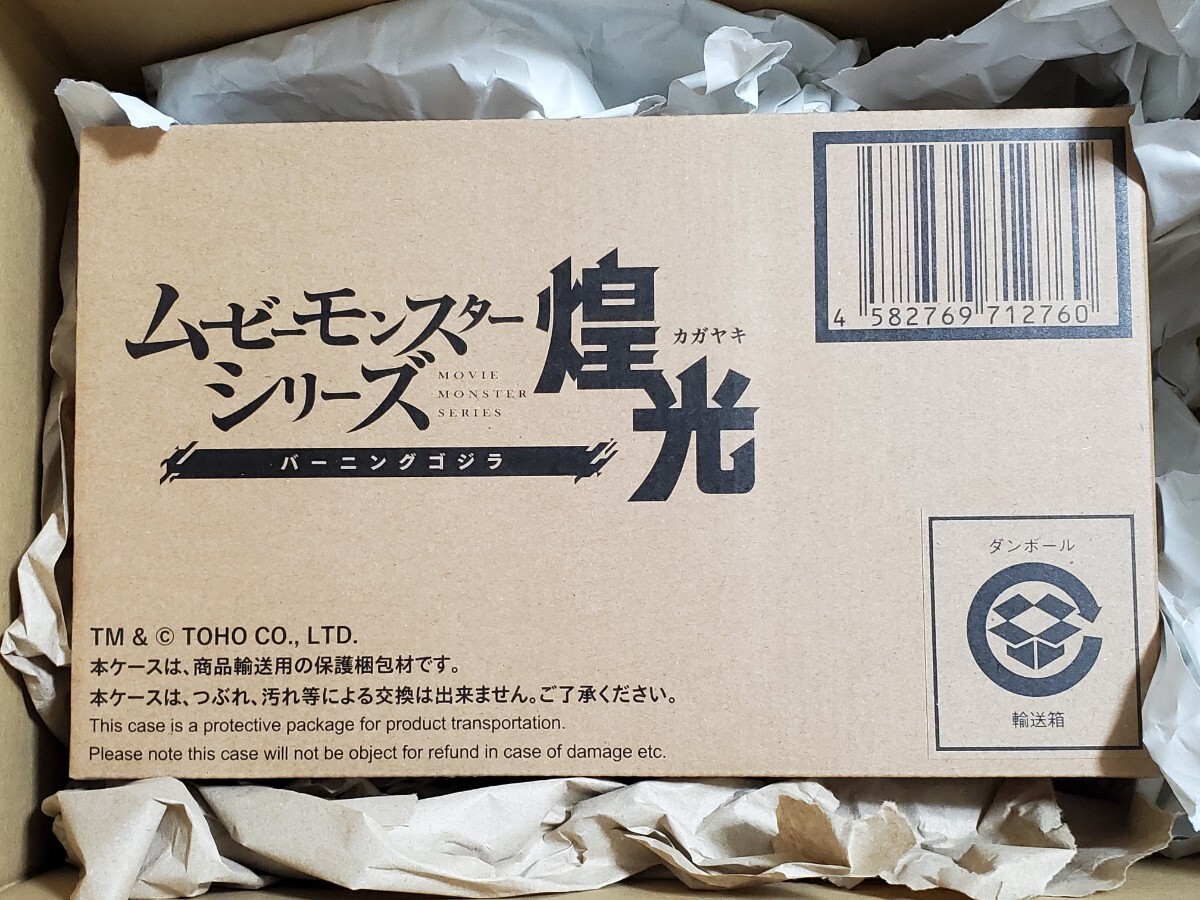 ムービーモンスター
シリーズ
MOVIE
MONSTER
SERIES
煌光
カガヤキ
バーニングゴジラ
4 582769 712760
ダンボール
輸送箱
TM & © TOHO CO., LTD.
本ケースは、商品輸送用の保護梱包材です。
本ケースは、つぶれ、汚れ等による交換は出来ません。ご了承ください。
This case is a protective package for product transportation.
Please note this case will not be object for refund in case of damage etc.